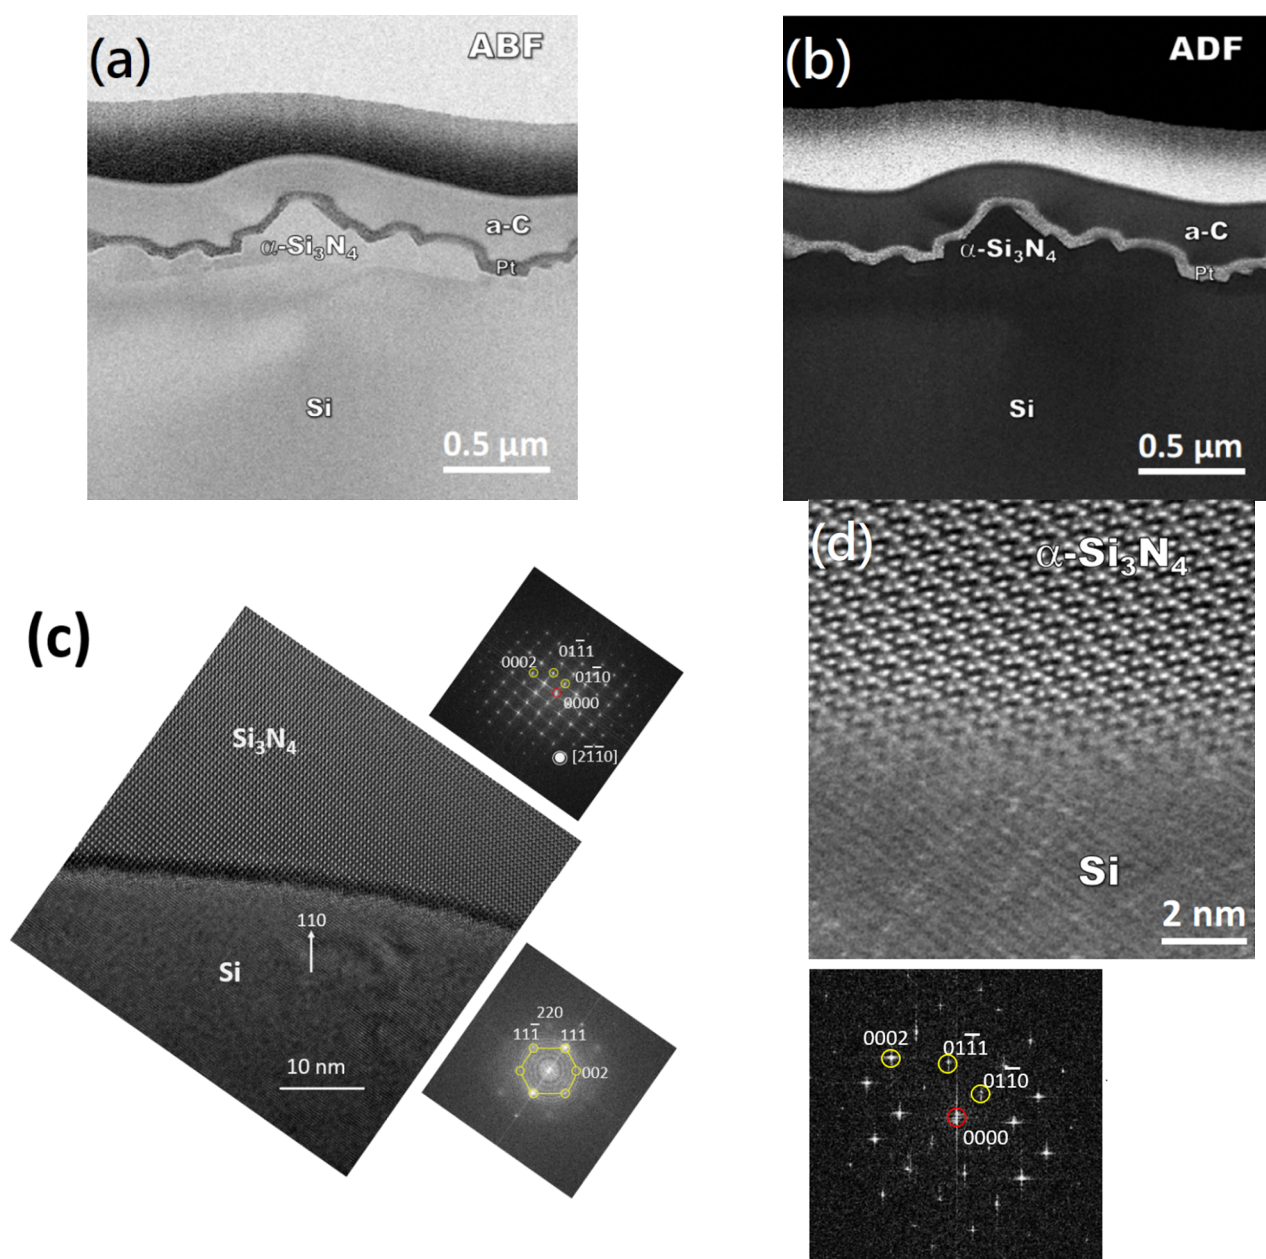 (a)
ABF
a-C
α-Si₃N₄
Pt
Si
0.5 μm
(b)
ADF
a-C
α-Si₃N₄
Pt
Si
0.5 μm
(c)
Si₃N₄
110
Si
10 nm
011̅1
0002
011̅0
0000
[21̅1̅0]
220
111̅ 111
002
(d)
α-Si₃N₄
Si
2 nm
0002
011̅1
011̅0
0000